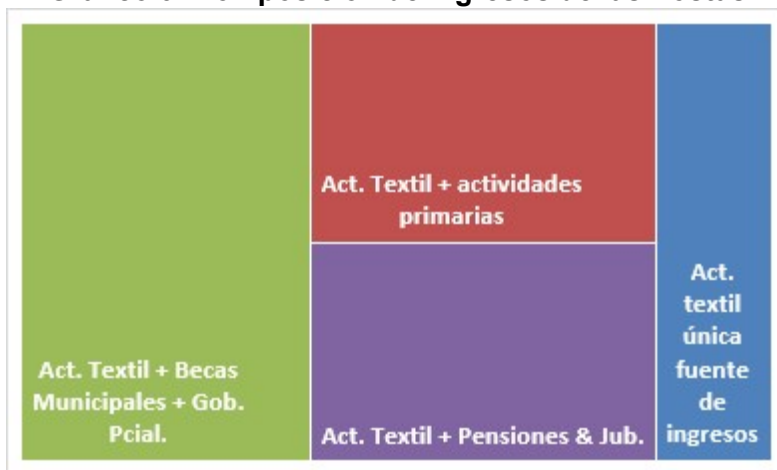 Act. Textil + Becas
Municipales + Gob.
Pcial.
Act. Textil + actividades
primarias
Act. Textil + Pensiones & Jub.
Act.
textil
única
fuente
de
ingresos